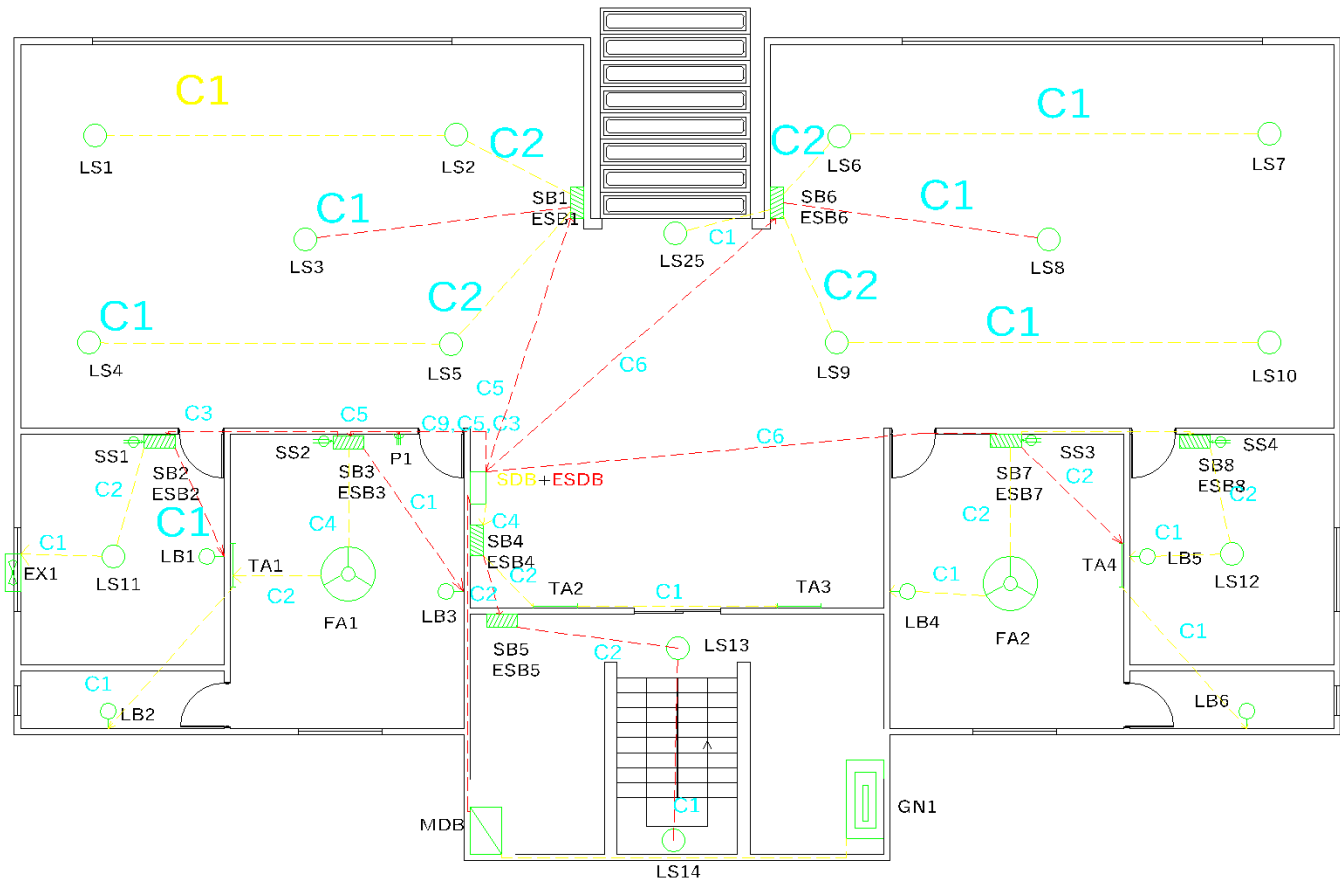 C1
C1
C2
C2
LS1
LS2
LS6
LS7
SB1
ESB1
SB6
ESB6
C1
C1
C1
LS3
LS25
LS8
C2
C2
C1
C1
LS4
LS5
LS9
LS10
C6
C5
C3
C5
C9,C5,C3
C6
SS1
SS2
P1
SS3
SS4
SB2
ESB2
SB3
ESB3
SDB+ESDB
SB7
ESB7
SB8
ESB8
C2
C1
C2
C2
C1
C4
C4
C2
C1
SB4
ESB4
C1
EX1
LS11
LB1
TA1
C2
FA1
LB3
C2
C2
TA2
C1
TA3
LB4
C1
FA2
TA4
LB5
LS12
C1
SB5
ESB5
C2
LS13
C1
LB2
LB6
MDB
C1
GN1
LS14